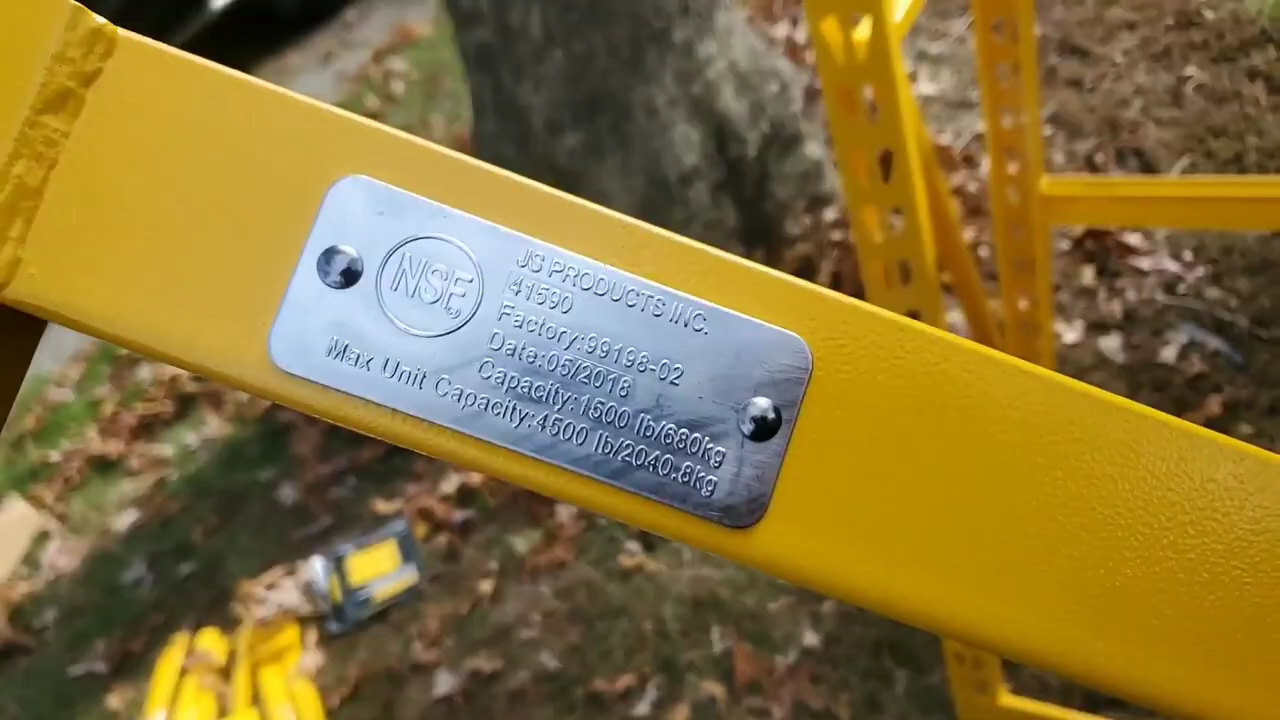 NSF®
JS PRODUCTS INC.
41590
Factory:99198-02
Date:05/2018
Capacity:1500 lb/680kg
Max Unit Capacity:4500 lb/2040.8kg